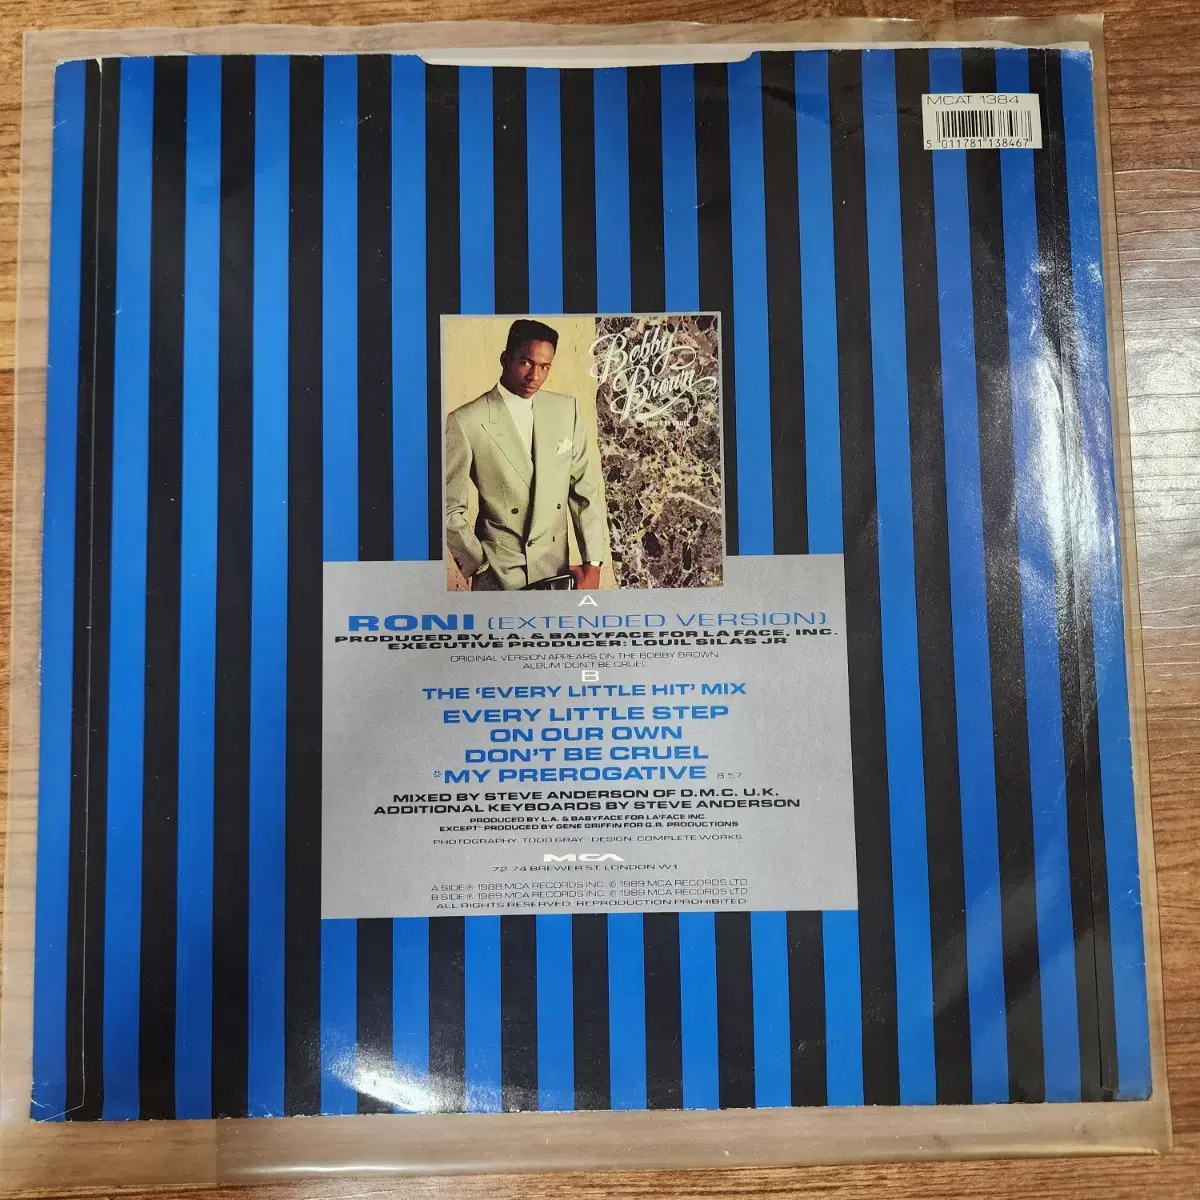 MCAT 1384
5 011781 138467
Bobby
Brown
DON'T BE CRUEL
A
RONI (EXTENDED VERSION)
PRODUCED BY L.A. & BABYFACE FOR LA FACE, INC.
EXECUTIVE PRODUCER: LOUIL SILAS JR
ORIGINAL VERSION APPEARS ON THE BOBBY BROWN
ALBUM 'DON'T BE CRUEL'
B
THE 'EVERY LITTLE HIT' MIX
EVERY LITTLE STEP
ON OUR OWN
DON'T BE CRUEL
*MY PREROGATIVE 8:57
MIXED BY STEVE ANDERSON OF D.M.C. U.K.
ADDITIONAL KEYBOARDS BY STEVE ANDERSON
PRODUCED BY L.A. & BABYFACE FOR LA'FACE INC.
EXCEPT* PRODUCED BY GENE GRIFFIN FOR G.R. PRODUCTIONS
PHOTOGRAPHY: TODD GRAY DESIGN: COMPLETE WORKS
MCA
72-74 BREWER ST, LONDON W1
A SIDE ℗ 1988 MCA RECORDS INC. © 1989 MCA RECORDS LTD
B SIDE ℗ 1989 MCA RECORDS INC. © 1989 MCA RECORDS LTD
ALL RIGHTS RESERVED, REPRODUCTION PROHIBITED